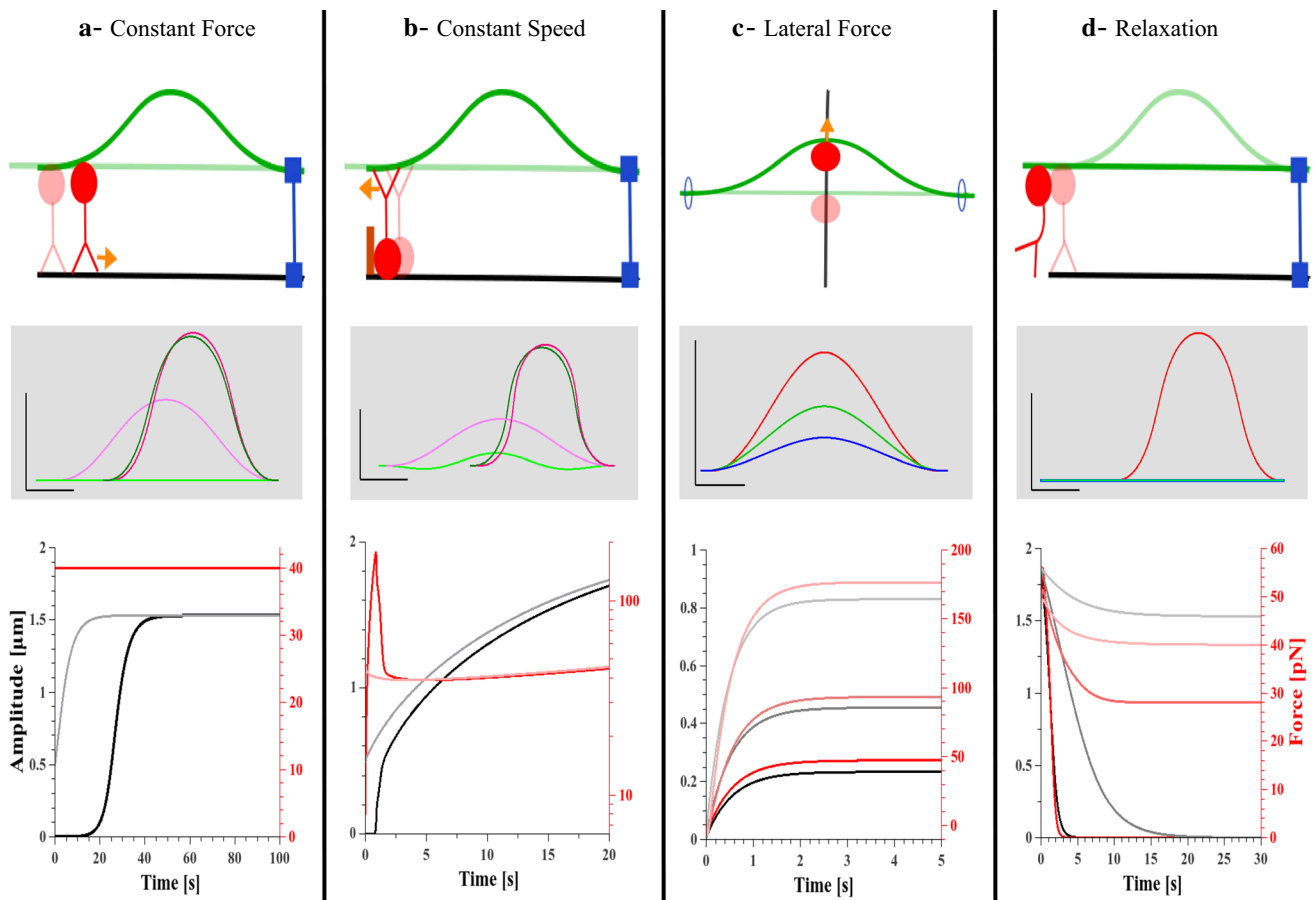 a- Constant Force
b- Constant Speed
c- Lateral Force
d- Relaxation
Amplitude [µm]
2
1.5
1
0.5
0
40
30
20
10
0
0 20 40 60 80 100
Time [s]
2
1
0
100
10
0 5 10 15 20
Time [s]
1
0.8
0.6
0.4
0.2
0
200
150
100
50
0
0 1 2 3 4 5
Time [s]
2
1.5
1
0.5
0
60
50
40
30
20
10
0
Force [pN]
0 5 10 15 20 25 30
Time [s]